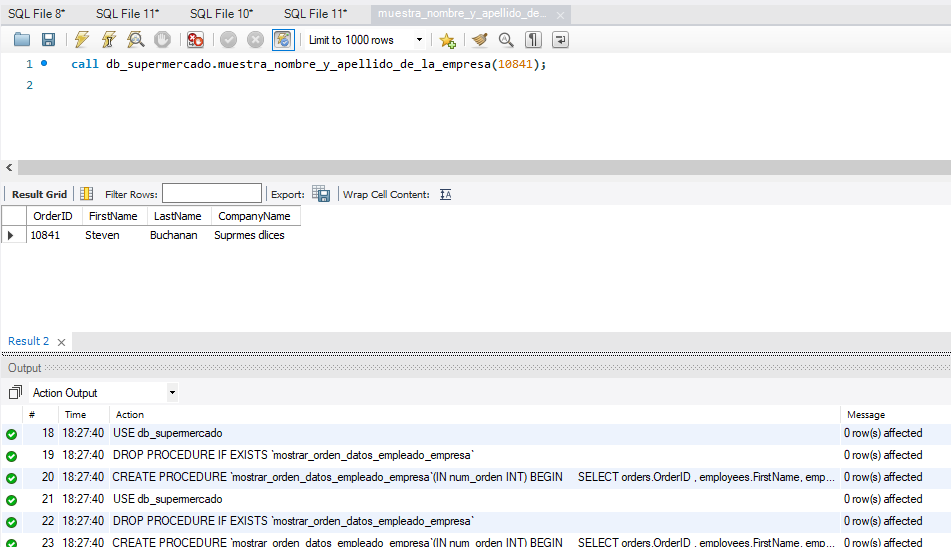 SQL File 8* SQL File 11* SQL File 10* SQL File 11* muestra_nombre_y_apellido_de...
Limit to 1000 rows
1 call db_supermercado.muestra_nombre_y_apellido_de_la_empresa(10841);
2
Result Grid Filter Rows: Export: Wrap Cell Content: IA
OrderID FirstName LastName CompanyName
10841 Steven Buchanan Suprmes dlices
Result 2
Output
Action Output
# Time Action Message
18 18:27:40 USE db_supermercado 0 row(s) affected
19 18:27:40 DROP PROCEDURE IF EXISTS `mostrar_orden_datos_empleado_empresa` 0 row(s) affected
20 18:27:40 CREATE PROCEDURE `mostrar_orden_datos_empleado_empresa`(IN num_orden INT) BEGIN SELECT orders.OrderID , employees.FirstName, emp... 0 row(s) affected
21 18:27:40 USE db_supermercado 0 row(s) affected
22 18:27:40 DROP PROCEDURE IF EXISTS `mostrar_orden_datos_empleado_empresa` 0 row(s) affected
23 18:27:40 CREATE PROCEDURE `mostrar_orden_datos_empleado_empresa`(IN num_orden INT) BEGIN SELECT orders.OrderID , employees.FirstName, emp... 0 row(s) affected